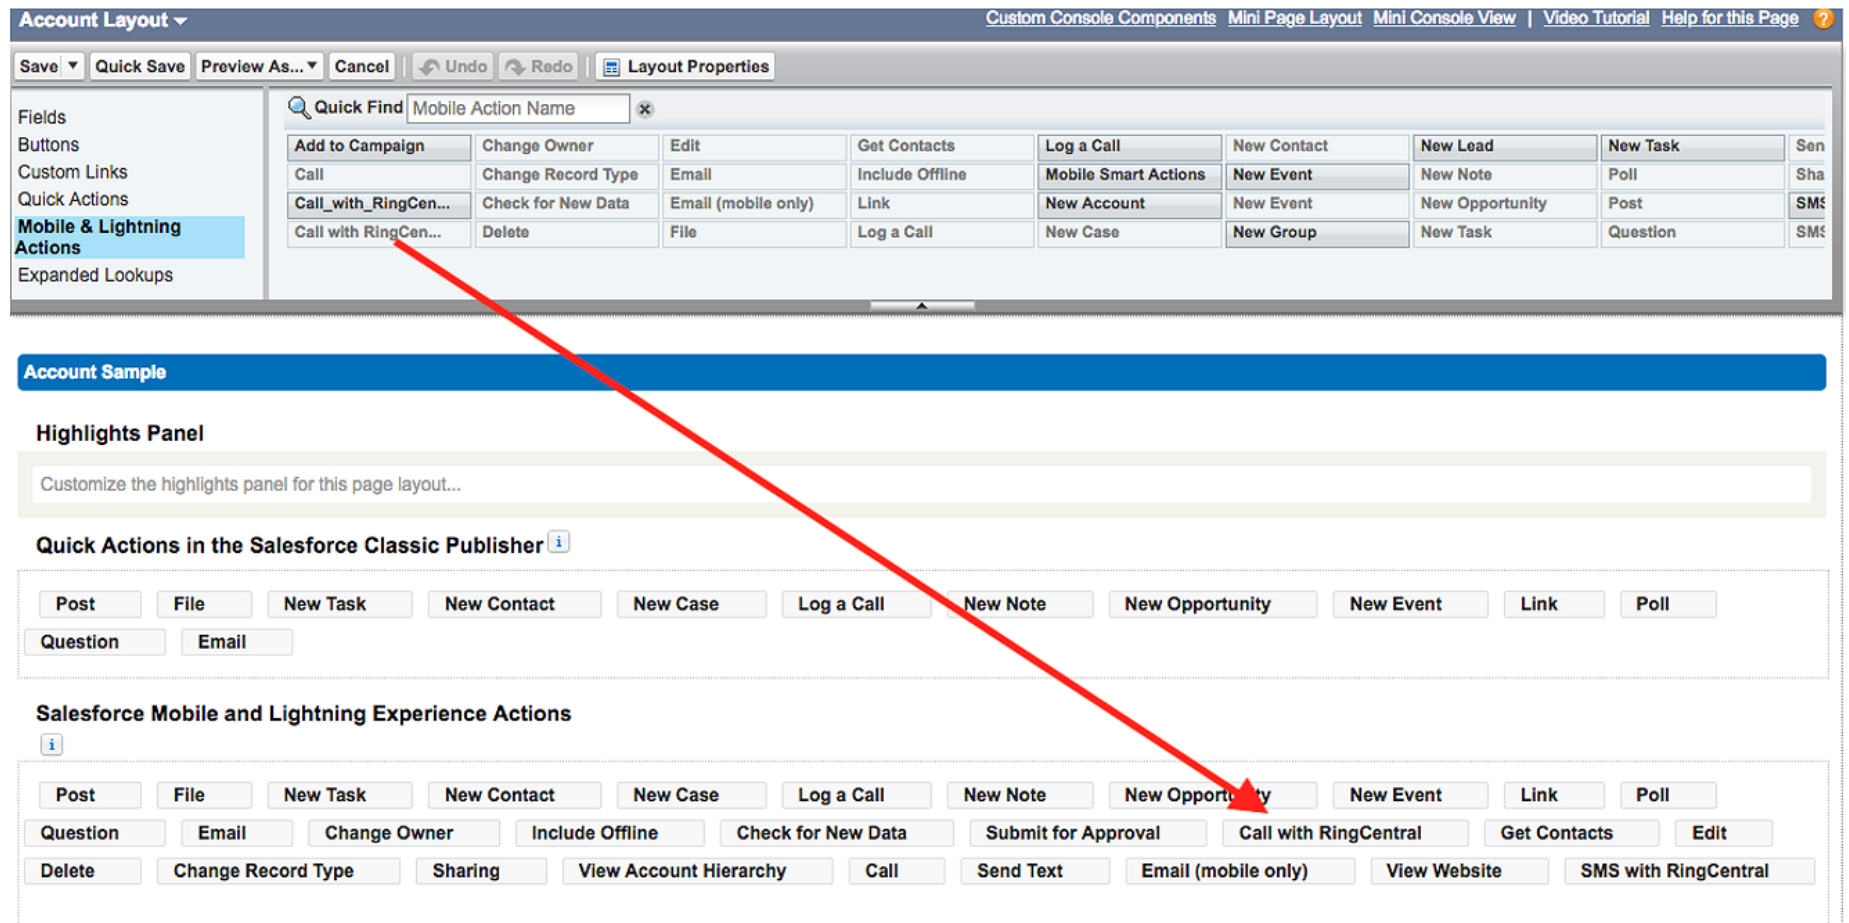 Account Layout
Custom Console Components Mini Page Layout Mini Console View | Video Tutorial Help for this Page ?
Save Quick Save Preview As... Cancel Undo Redo Layout Properties
Fields
Buttons
Custom Links
Quick Actions
Mobile & Lightning
Actions
Expanded Lookups
Quick Find Mobile Action Name
Add to Campaign Change Owner Edit Get Contacts Log a Call New Contact New Lead New Task Sen
Call Change Record Type Email Include Offline Mobile Smart Actions New Event New Note Poll Sha
Call_with_RingCen... Check for New Data Email (mobile only) Link New Account New Event New Opportunity Post SMS
Call with RingCen... Delete File Log a Call New Case New Group New Task Question SMS
Account Sample
Highlights Panel
Customize the highlights panel for this page layout...
Quick Actions in the Salesforce Classic Publisher i
Post File New Task New Contact New Case Log a Call New Note New Opportunity New Event Link Poll
Question Email
Salesforce Mobile and Lightning Experience Actions
i
Post File New Task New Contact New Case Log a Call New Note New Opportunity New Event Link Poll
Question Email Change Owner Include Offline Check for New Data Submit for Approval Call with RingCentral Get Contacts Edit
Delete Change Record Type Sharing View Account Hierarchy Call Send Text Email (mobile only) View Website SMS with RingCentral